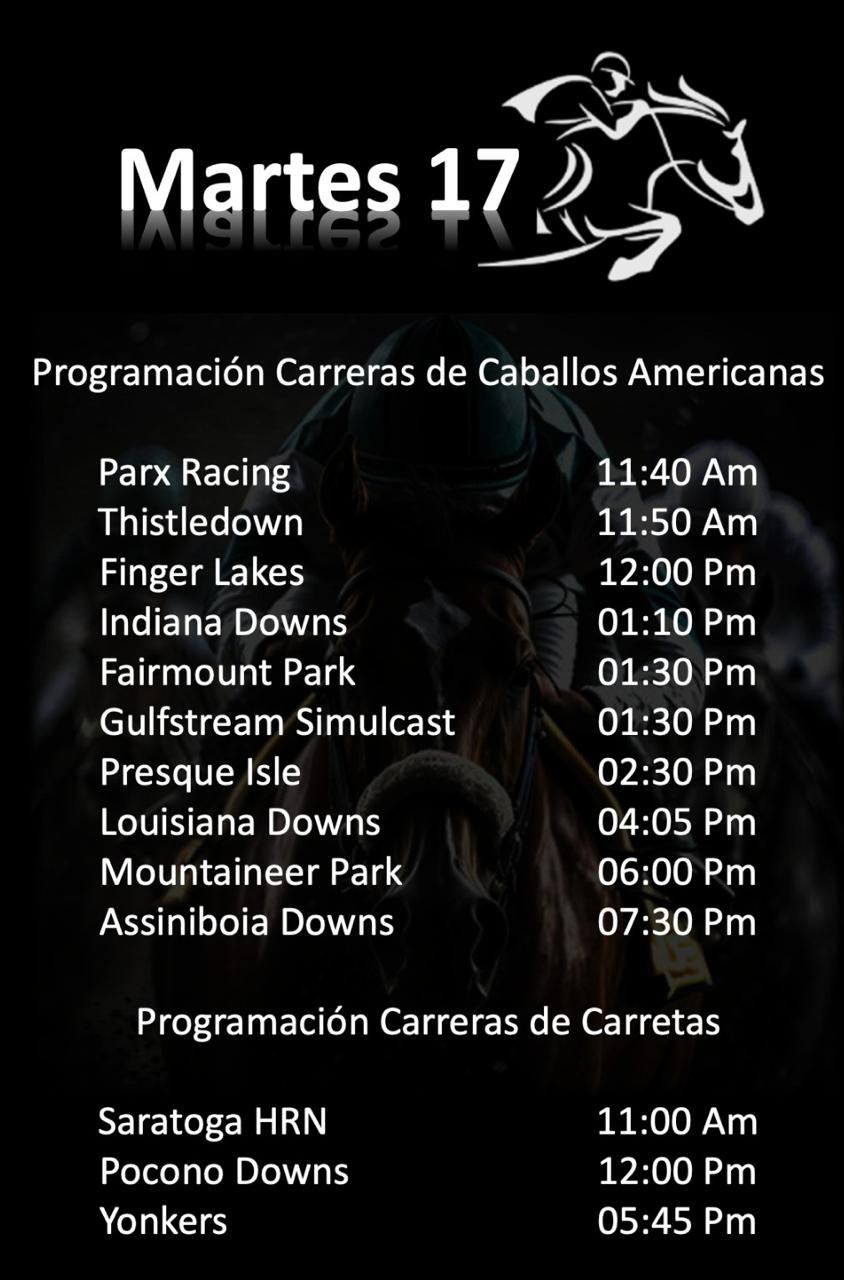 Martes 17
Programación Carreras de Caballos Americanas
Parx Racing 11:40 Am
Thistledown 11:50 Am
Finger Lakes 12:00 Pm
Indiana Downs 01:10 Pm
Fairmount Park 01:30 Pm
Gulfstream Simulcast 01:30 Pm
Presque Isle 02:30 Pm
Louisiana Downs 04:05 Pm
Mountaineer Park 06:00 Pm
Assiniboia Downs 07:30 Pm
Programación Carreras de Carretas
Saratoga HRN 11:00 Am
Pocono Downs 12:00 Pm
Yonkers 05:45 Pm